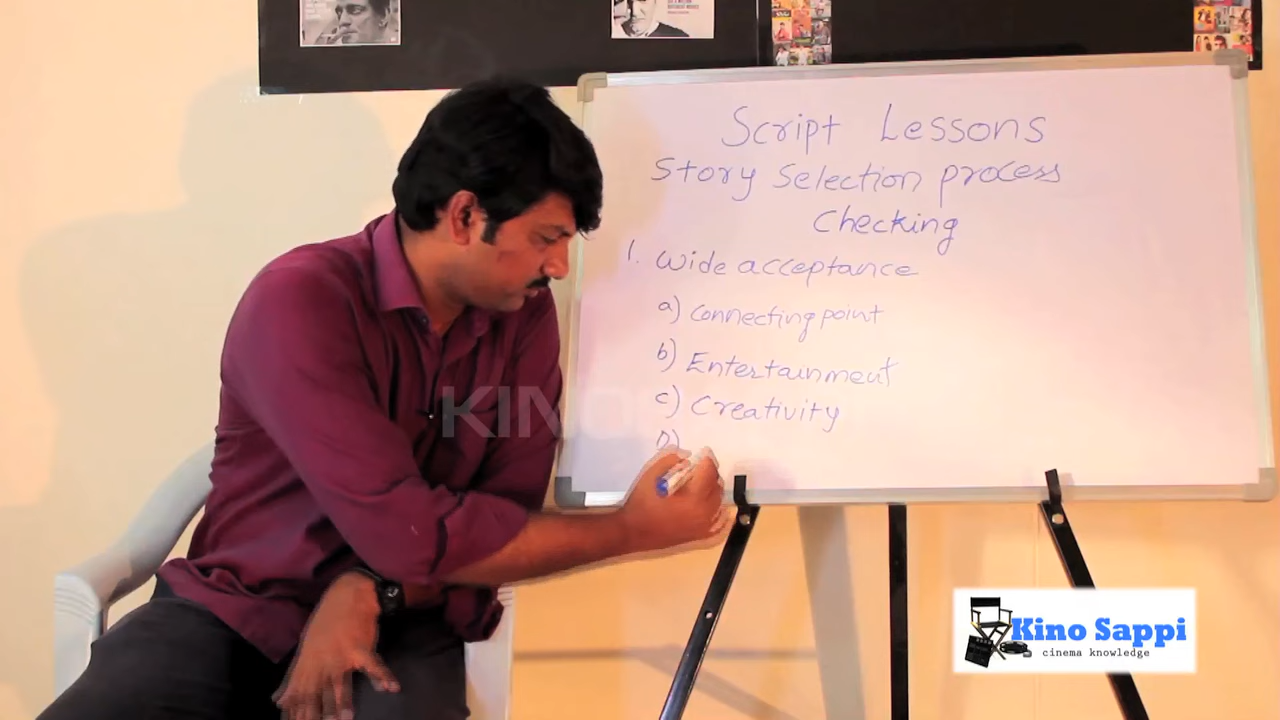 Script Lessons
Story Selection process
Checking
1. Wide acceptance
a) Connecting point
b) Entertainment
c) Creativity
D)
Kino Sappi
cinema knowledge